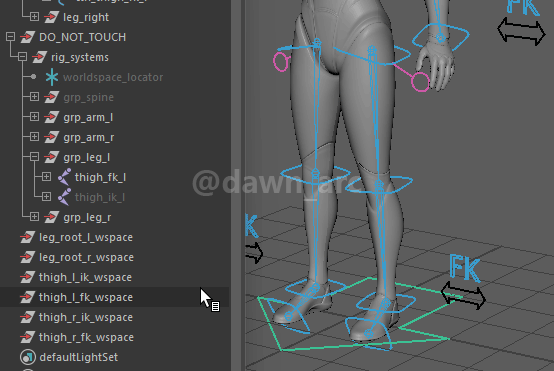 leg_right
DO_NOT_TOUCH
rig_systems
worldspace_locator
grp_spine
grp_arm_l
grp_arm_r
grp_leg_l
thigh_fk_l
thigh_ik_l
grp_leg_r
leg_root_l_wspace
leg_root_r_wspace
thigh_l_ik_wspace
thigh_l_fk_wspace
thigh_r_ik_wspace
thigh_r_fk_wspace
defaultLightSet
FK
@dawn_arc
FK